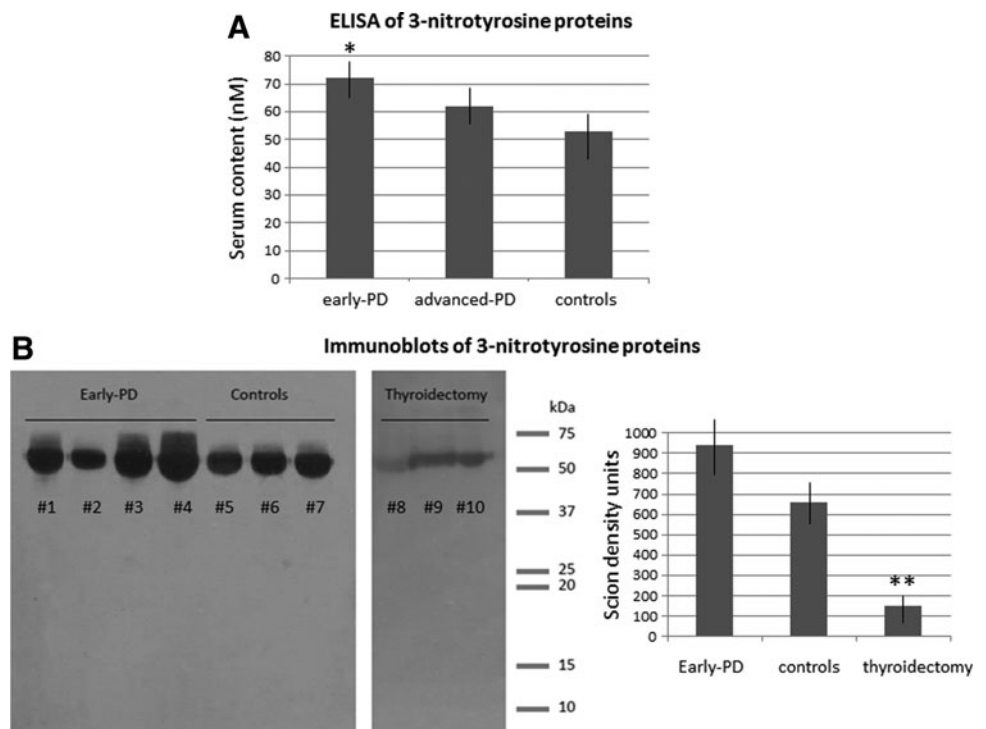 A
ELISA of 3-nitrotyrosine proteins
*
80
70
60
50
40
30
20
10
0
Serum content (nM)
early-PD advanced-PD controls
B
Immunoblots of 3-nitrotyrosine proteins
Early-PD Controls
#1 #2 #3 #4 #5 #6 #7
Thyroidectomy
#8 #9 #10
kDa
75
50
37
25
20
15
10
Scion density units
1000
900
800
700
600
500
400
300
200
100
0
**
Early-PD controls thyroidectomy